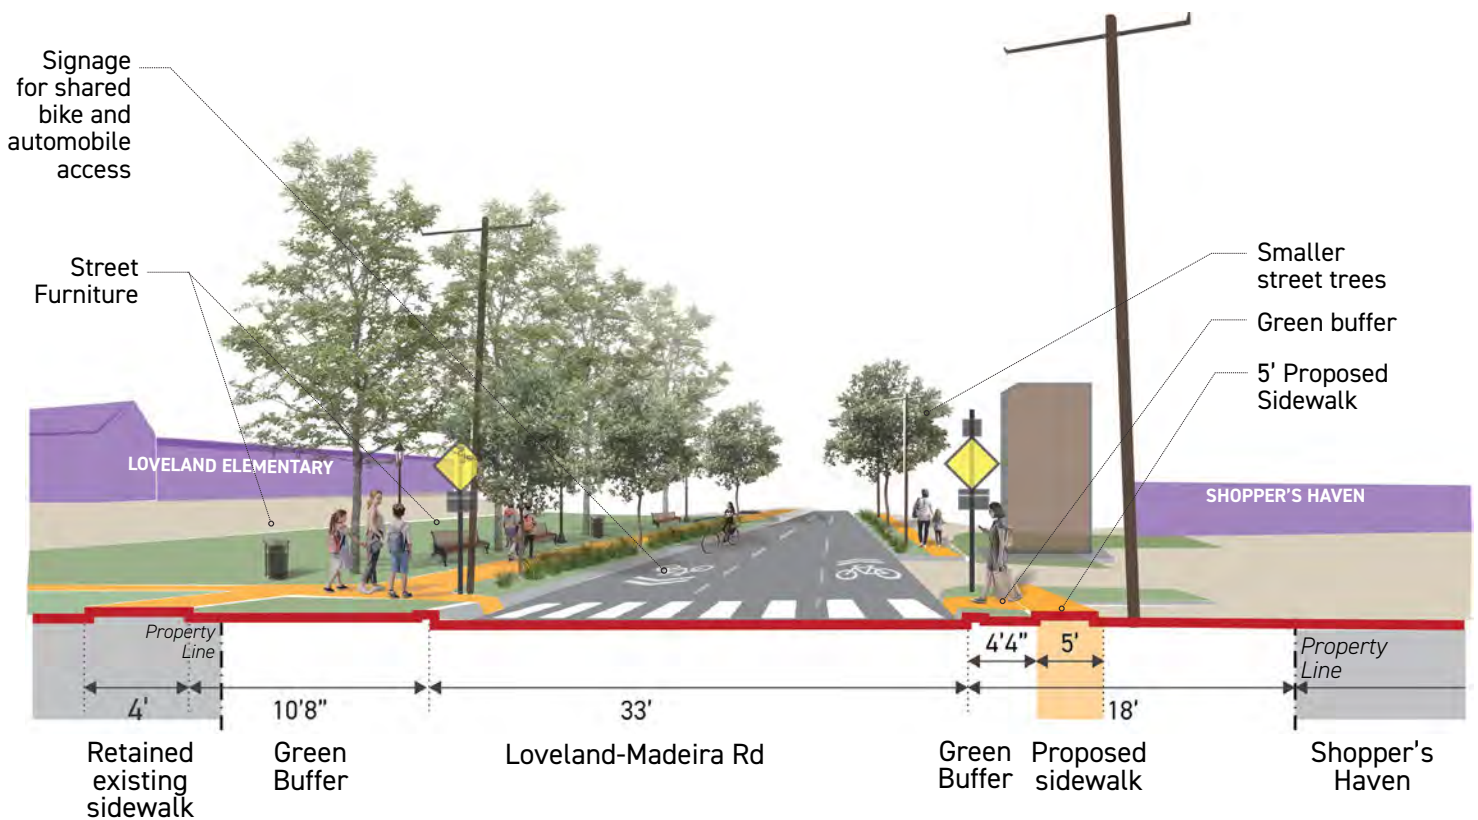 Signage
for shared
bike and
automobile
access
Street
Furniture
Smaller
street trees
Green buffer
5’ Proposed
Sidewalk
LOVELAND ELEMENTARY
SHOPPER’S HAVEN
Property
Line
4'4"
5'
Property
Line
4'
10'8"
33'
18'
Retained
existing
sidewalk
Green
Buffer
Loveland-Madeira Rd
Green
Buffer
Proposed
sidewalk
Shopper’s
Haven